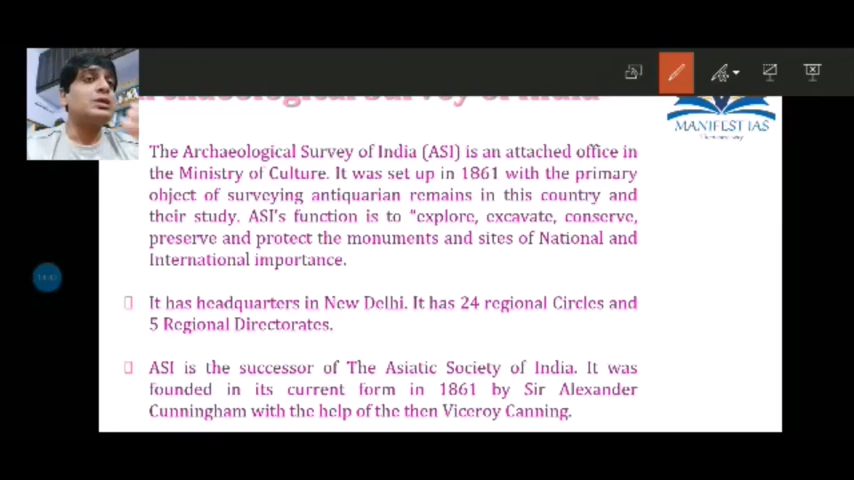 Archaeological Survey of India
MANIFEST IAS
The Archaeological Survey of India (ASI) is an attached office in
the Ministry of Culture. It was set up in 1861 with the primary
object of surveying antiquarian remains in this country and
their study. ASI's function is to "explore, excavate, conserve,
preserve and protect the monuments and sites of National and
International importance.
It has headquarters in New Delhi. It has 24 regional Circles and
5 Regional Directorates.
ASI is the successor of The Asiatic Society of India. It was
founded in its current form in 1861 by Sir Alexander
Cunningham with the help of the then Viceroy Canning.